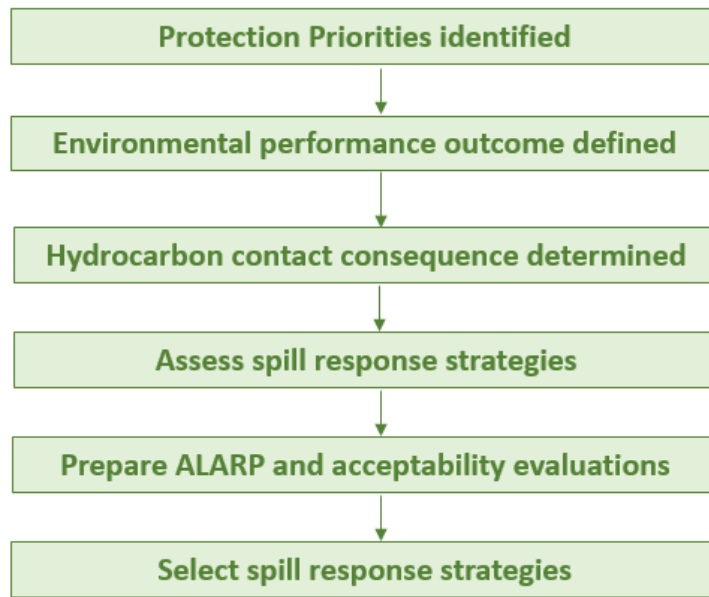 Protection Priorities identified
Environmental performance outcome defined
Hydrocarbon contact consequence determined
Assess spill response strategies
Prepare ALARP and acceptability evaluations
Select spill response strategies